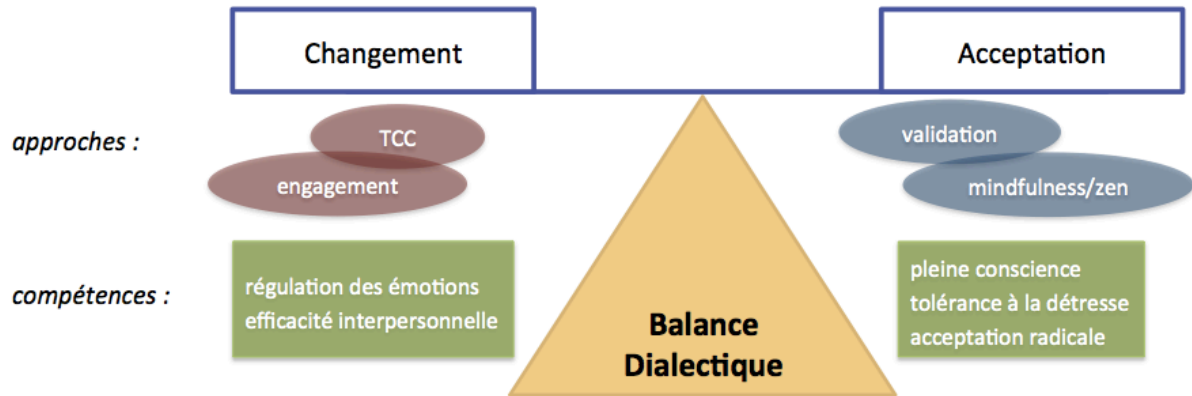 Changement
Acceptation
approches :
TCC
engagement
validation
mindfulness/zen
compétences :
régulation des émotions
efficacité interpersonnelle
pleine conscience
tolérance à la détresse
acceptation radicale
Balance
Dialectique